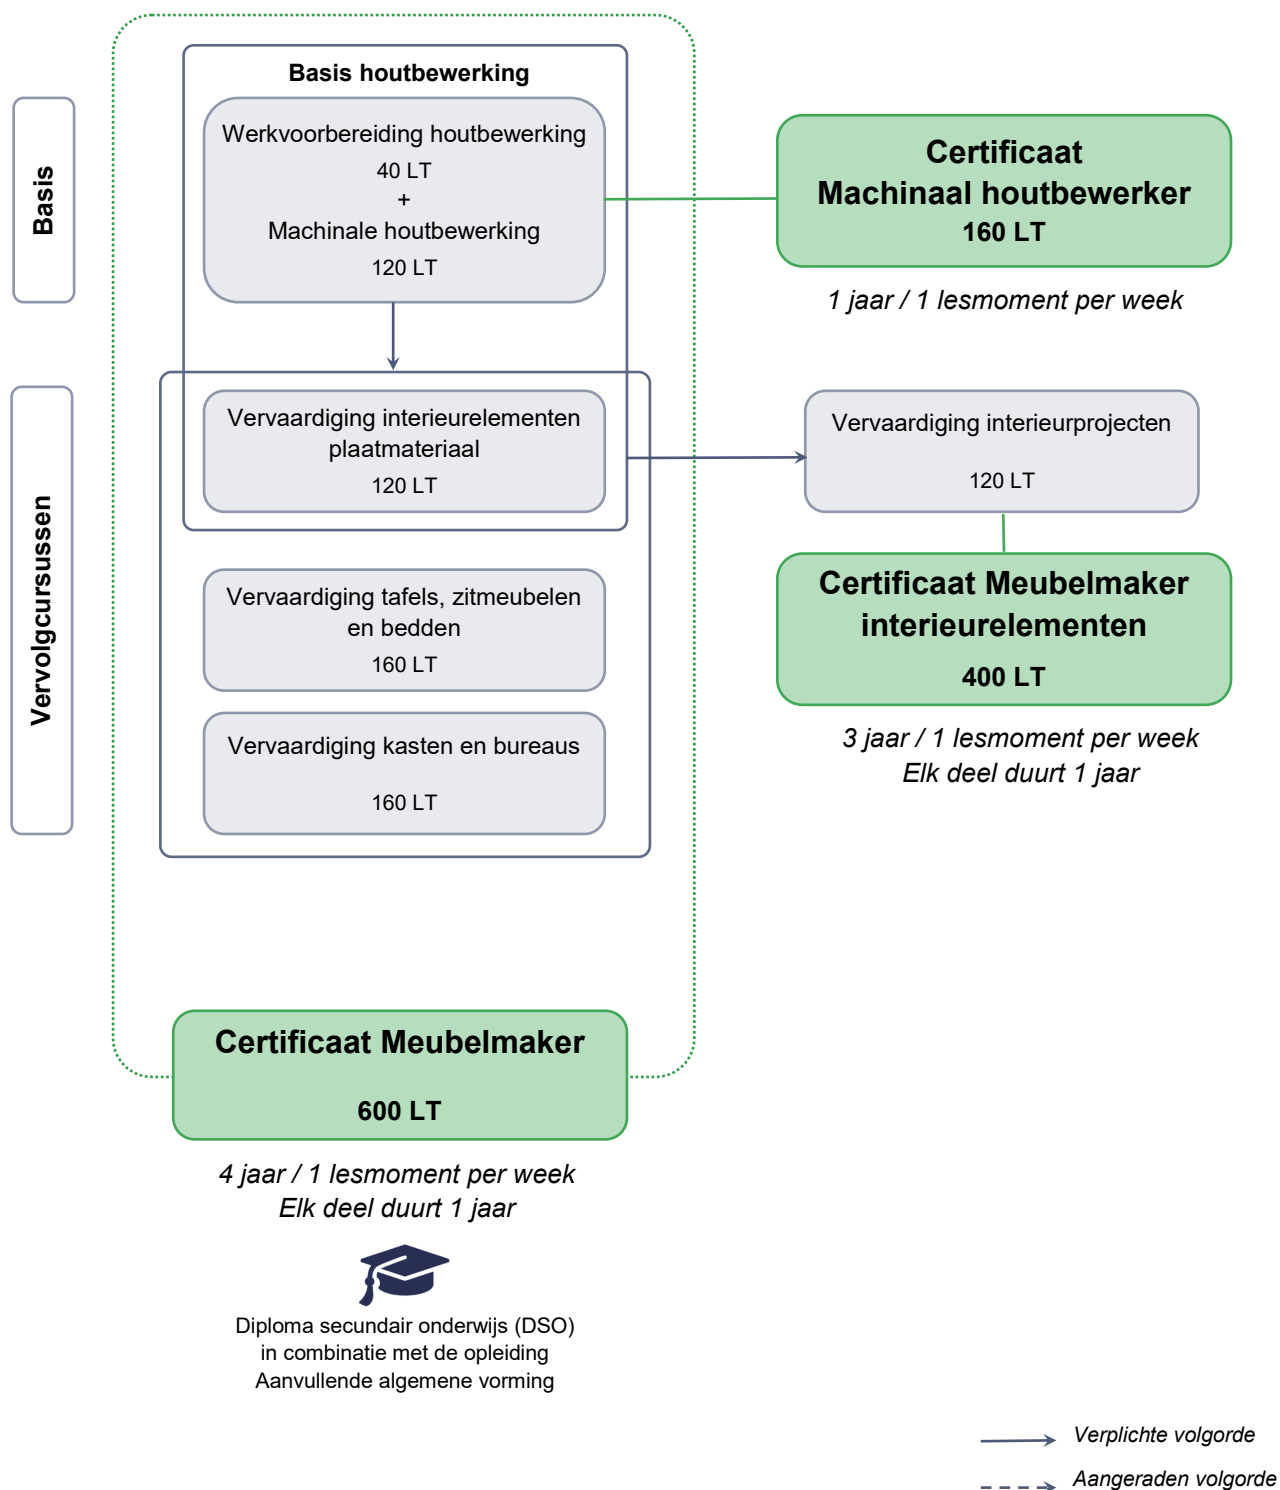 Basis houtbewerking
Basis
Werkvoorbereiding houtbewerking
40 LT
+
Machinale houtbewerking
120 LT
Certificaat
Machinaal houtbewerker
160 LT
1 jaar / 1 lesmoment per week
Vervolgcursussen
Vervaardiging interieurelementen
plaatmateriaal
120 LT
Vervaardiging interieurprojecten
120 LT
Vervaardiging tafels, zitmeubelen
en bedden
160 LT
Certificaat Meubelmaker
interieurelementen
400 LT
3 jaar / 1 lesmoment per week
Elk deel duurt 1 jaar
Vervaardiging kasten en bureaus
160 LT
Certificaat Meubelmaker
600 LT
4 jaar / 1 lesmoment per week
Elk deel duurt 1 jaar
Diploma secundair onderwijs (DSO)
in combinatie met de opleiding
Aanvullende algemene vorming
Verplichte volgorde
Aangeraden volgorde